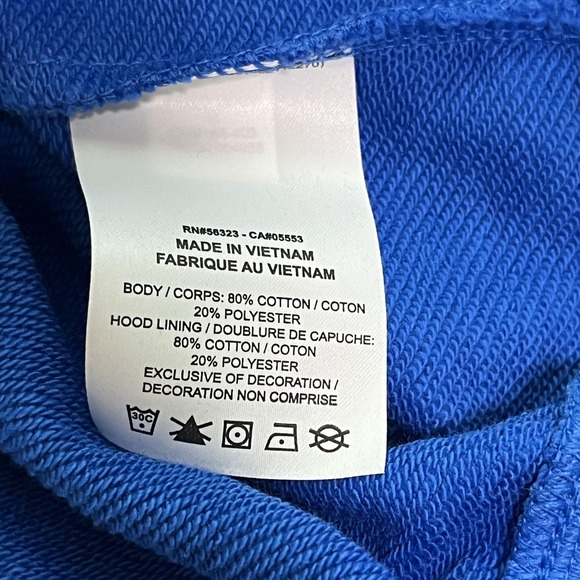 RN#56323 - CA#05553
MADE IN VIETNAM
FABRIQUE AU VIETNAM
BODY / CORPS: 80% COTTON / COTON
20% POLYESTER
HOOD LINING / DOUBLURE DE CAPUCHE:
80% COTTON / COTON
20% POLYESTER
EXCLUSIVE OF DECORATION /
DECORATION NON COMPRISE
30C